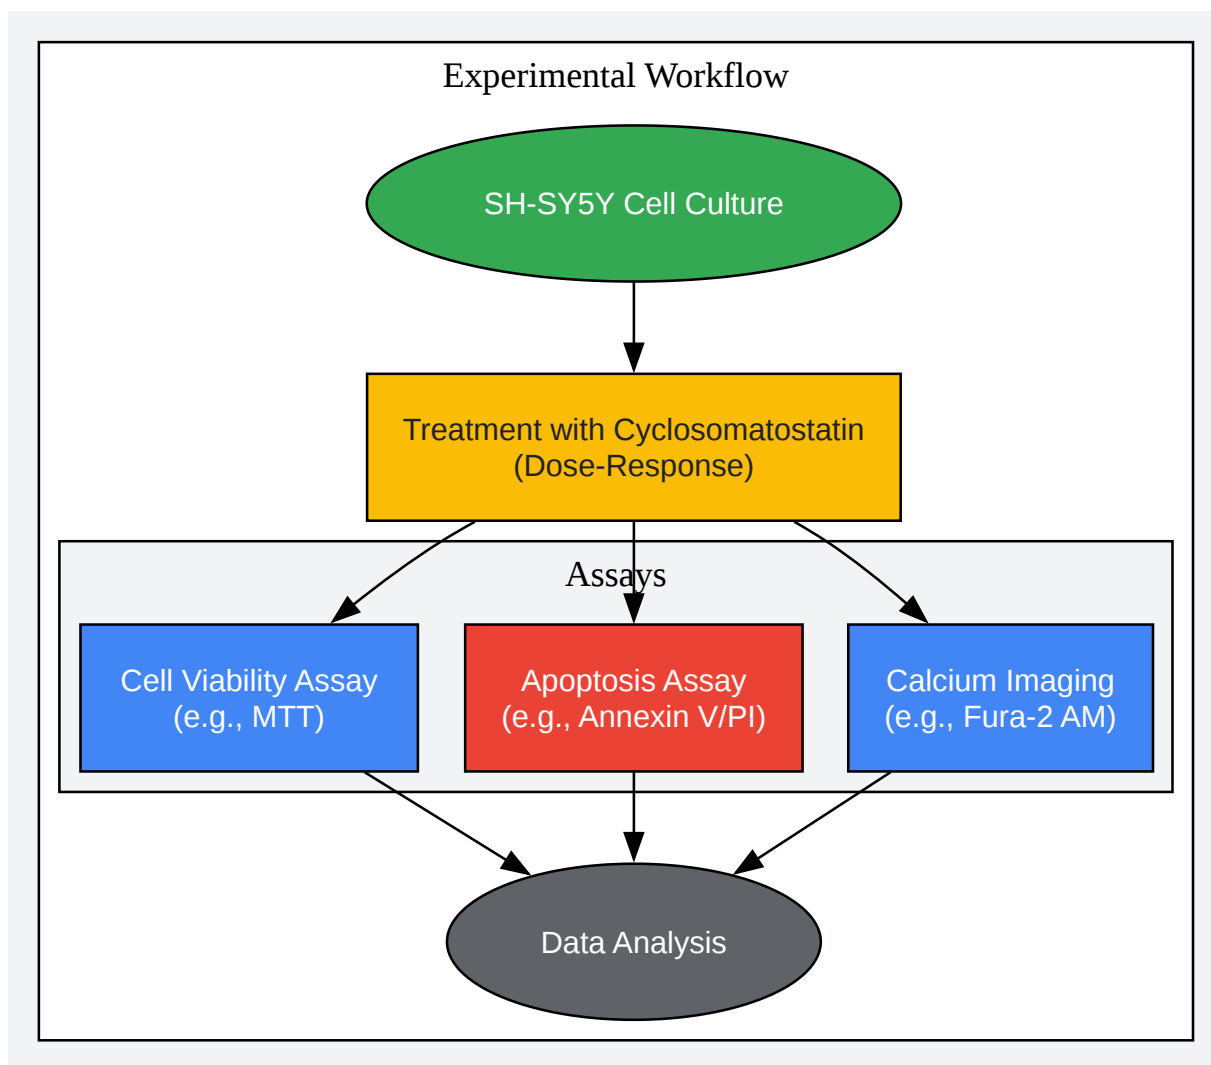 Experimental Workflow
SH-SY5Y Cell Culture
Treatment with Cyclosomatostatin
(Dose-Response)
Assays
Cell Viability Assay
(e.g., MTT)
Apoptosis Assay
(e.g., Annexin V/PI)
Calcium Imaging
(e.g., Fura-2 AM)
Data Analysis